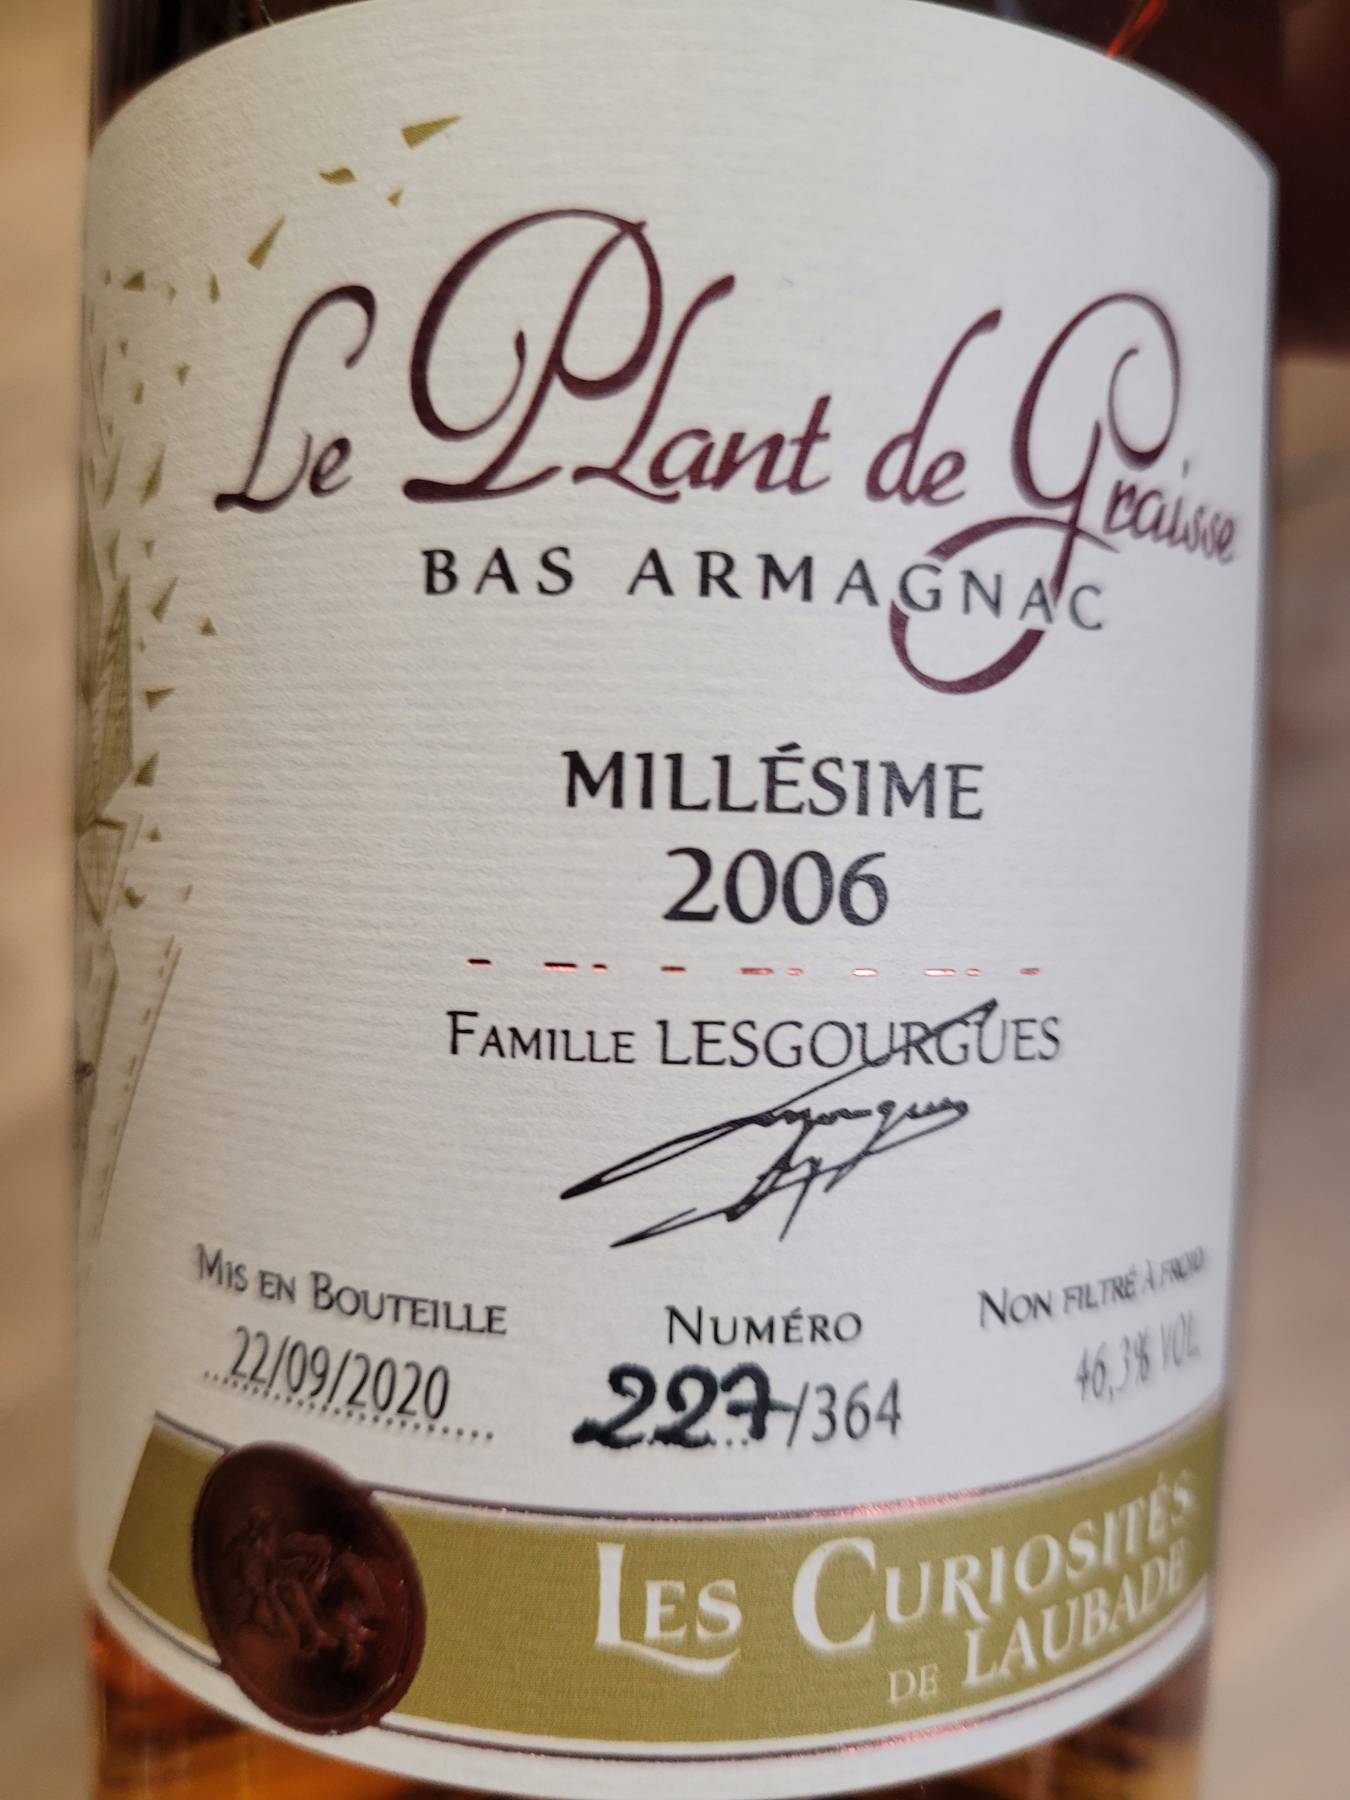 Le Plant de Graisse
BAS ARMAGNAC
MILLÉSIME
2006
FAMILLE LESGOURGUES
MIS EN BOUTEILLE
22/09/2020
NUMÉRO
227/364
NON FILTRÉ À FROID
46,3% VOL.
LES CURIOSITÉS
DE LAUBADE